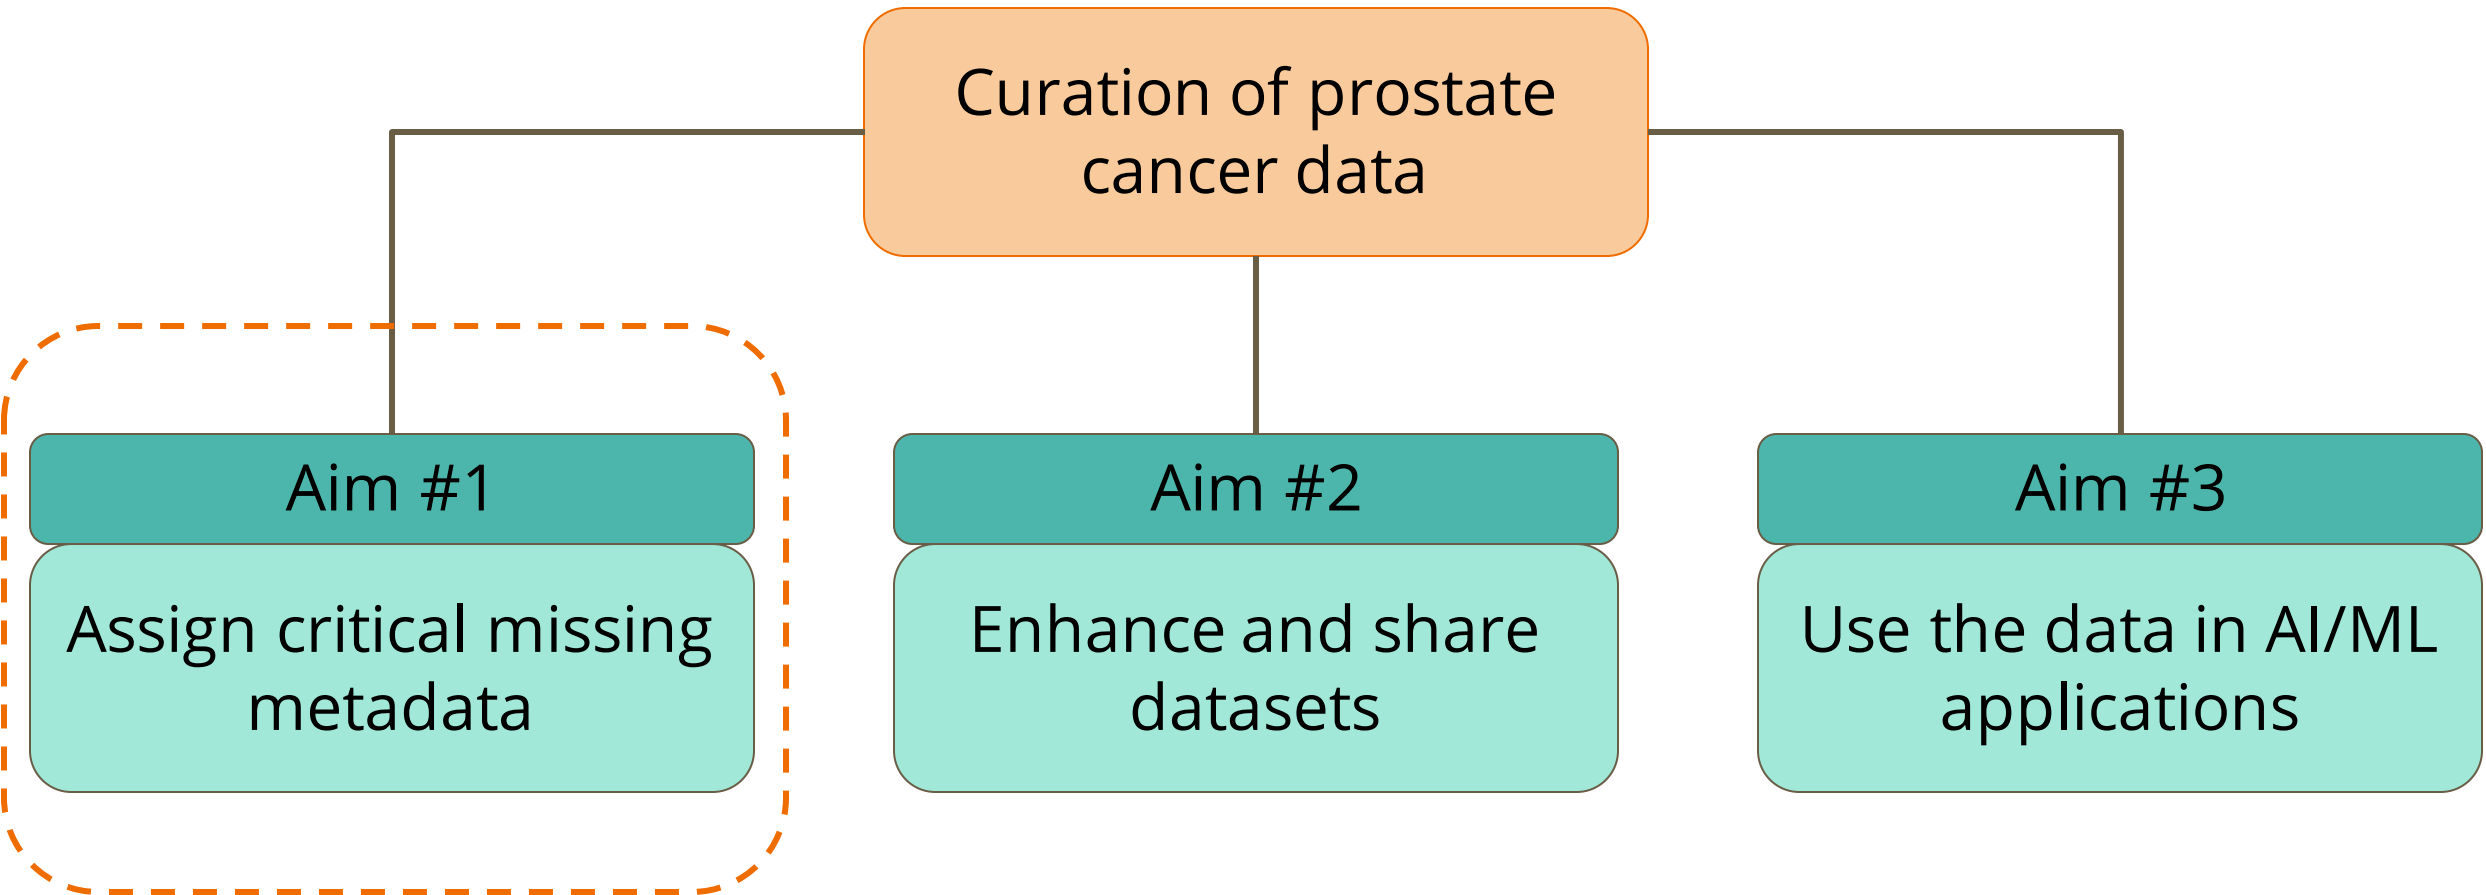 Curation of prostate
cancer data
Aim #1
Assign critical missing
metadata
Aim #2
Enhance and share
datasets
Aim #3
Use the data in AI/ML
applications